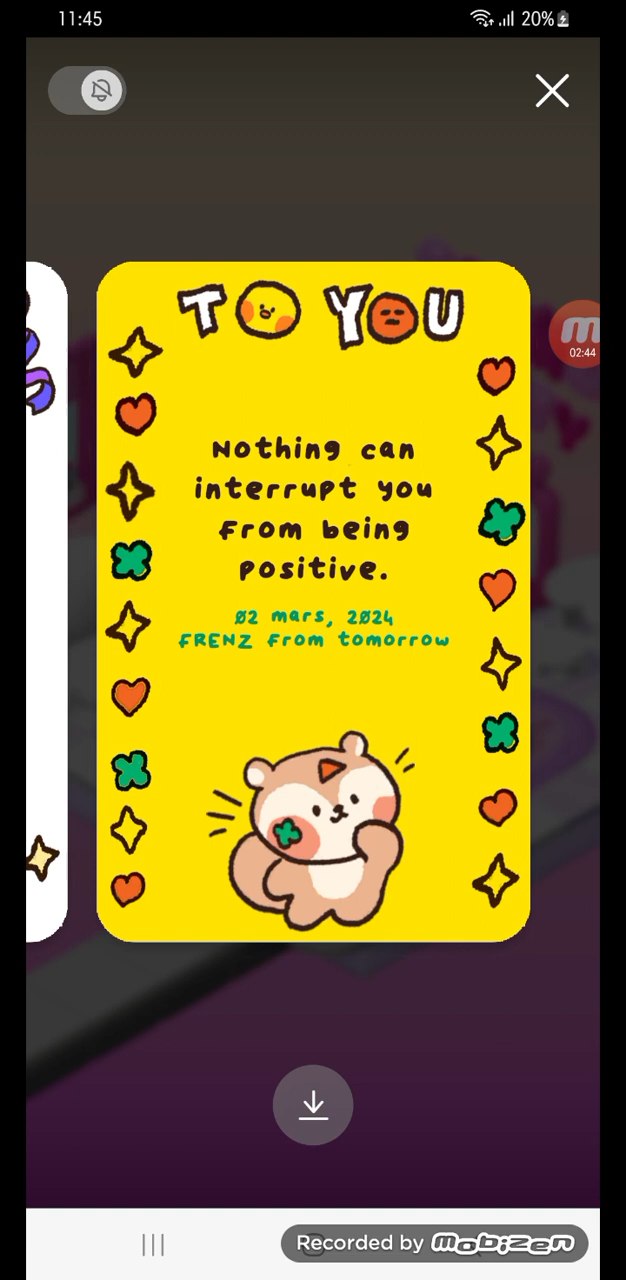 11:45
20%
TO YOU
02:44
Nothing can
interrupt you
from being
positive.
02 mars, 2024
FRENZ from tomorrow
Recorded by mobizen